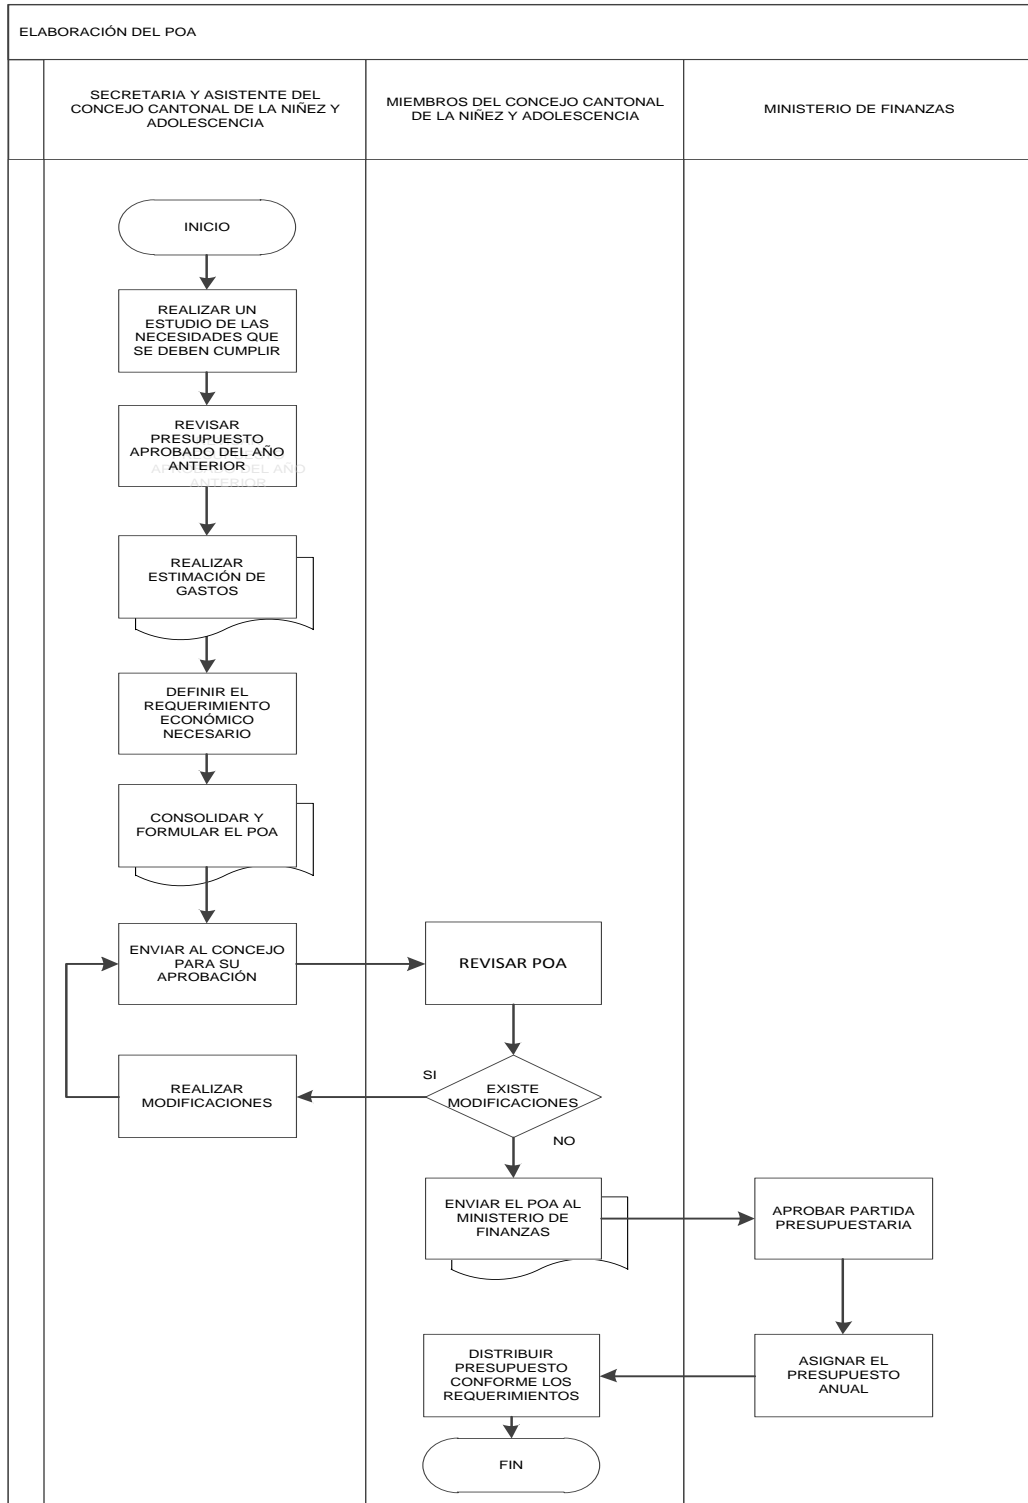 ELABORACIÓN DEL POA
SECRETARIA Y ASISTENTE DEL
CONCEJO CANTONAL DE LA NIÑEZ Y
ADOLESCENCIA
MIEMBROS DEL CONCEJO CANTONAL
DE LA NIÑEZ Y ADOLESCENCIA
MINISTERIO DE FINANZAS
INICIO
REALIZAR UN
ESTUDIO DE LAS
NECESIDADES QUE
SE DEBEN CUMPLIR
REVISAR
PRESUPUESTO
APROBADO DEL AÑO
ANTERIOR
APROBADO DEL AÑO
ANTERIOR
REALIZAR
ESTIMACIÓN DE
GASTOS
DEFINIR EL
REQUERIMIENTO
ECONÓMICO
NECESARIO
CONSOLIDAR Y
FORMULAR EL POA
ENVIAR AL CONCEJO
PARA SU
APROBACIÓN
REVISAR POA
REALIZAR
MODIFICACIONES
SI
EXISTE
MODIFICACIONES
NO
ENVIAR EL POA AL
MINISTERIO DE
FINANZAS
APROBAR PARTIDA
PRESUPUESTARIA
DISTRIBUIR
PRESUPUESTO
CONFORME LOS
REQUERIMIENTOS
ASIGNAR EL
PRESUPUESTO
ANUAL
FIN